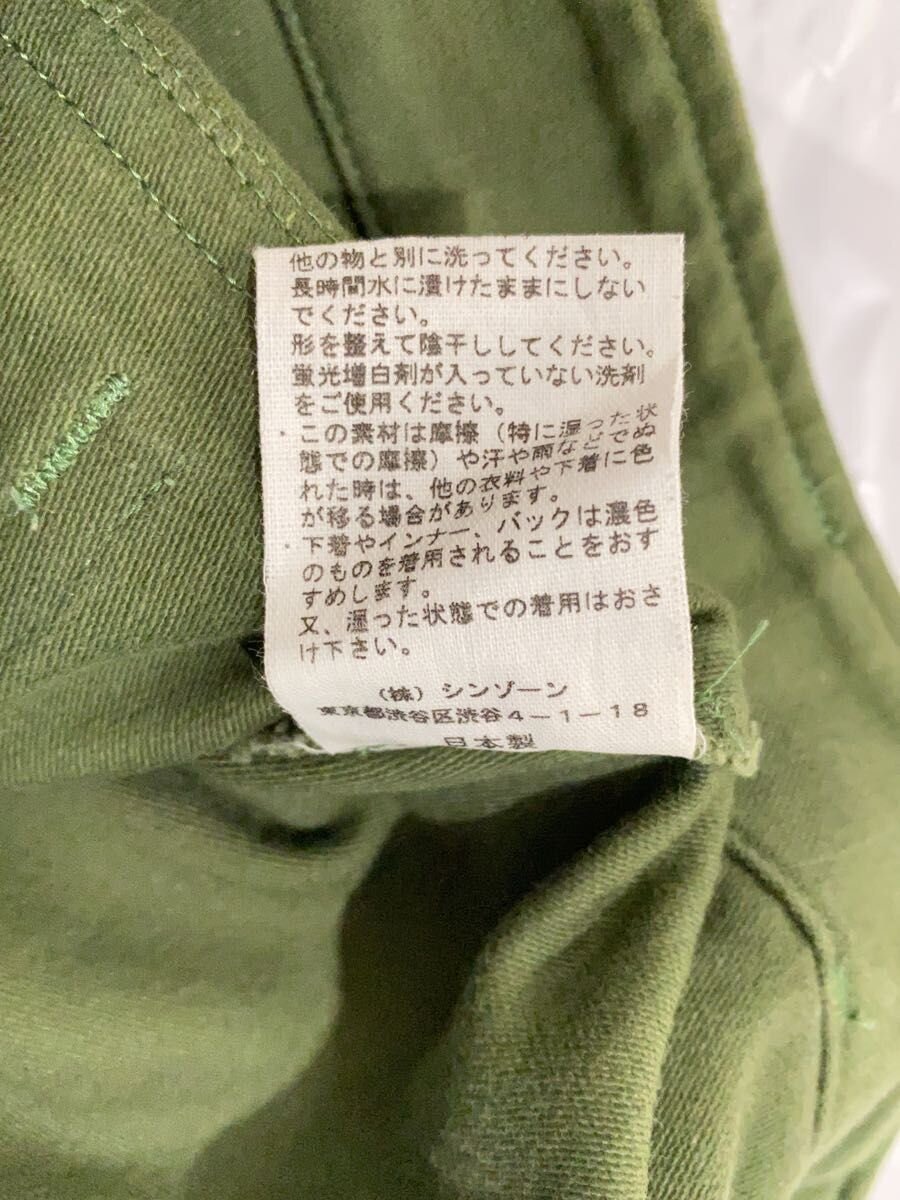 他の物と別に洗ってください。
長時間水に漬けたままにしない
でください。
形を整えて陰干ししてください。
蛍光増白剤が入っていない洗剤
をご使用ください。
・この素材は摩擦（特に湿った状
態での摩擦）や汗や雨などでぬ
れた時は、他の衣料や下着に色
が移る場合があります。
・下着やインナー、バックは濃色
のものを着用されることをおす
すめします。
又、湿った状態での着用はおさ
け下さい。
（株）シンゾーン
東京都渋谷区渋谷4－1－18
日本製